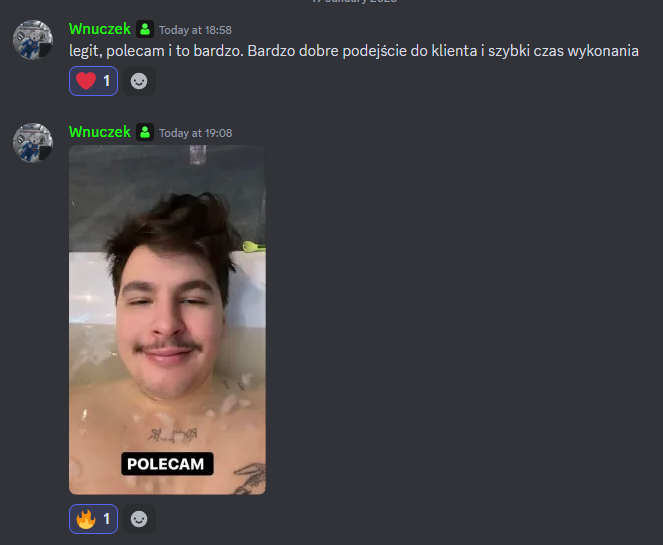 Wnuczek Today at 18:58
legit, polecam i to bardzo. Bardzo dobre podejście do klienta i szybki czas wykonania
1
Wnuczek Today at 19:08
POLECAM
1